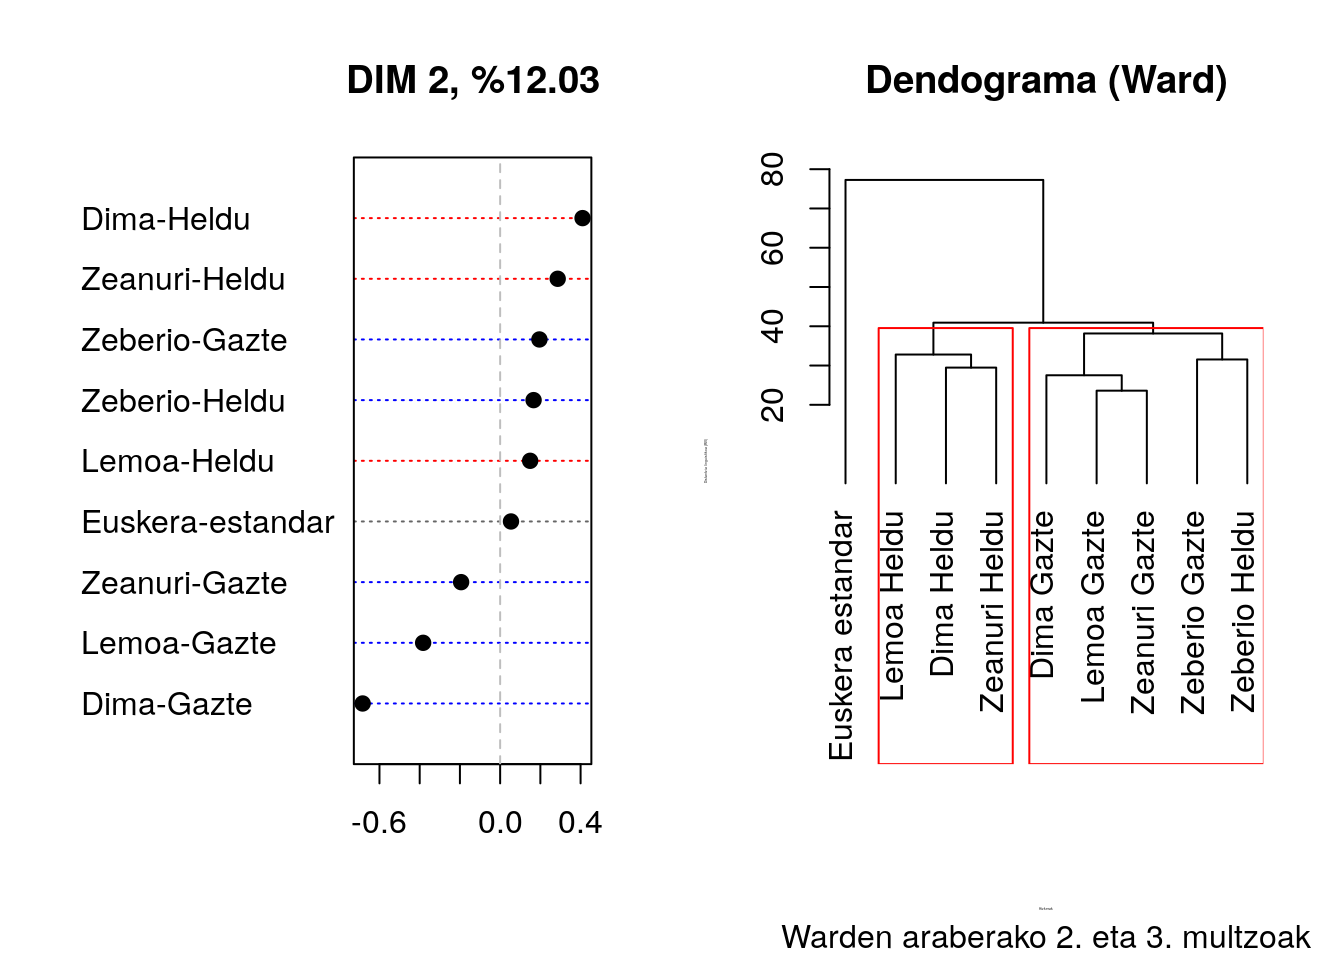 DIM 2, %12.03
Dima-Heldu
Zeanuri-Heldu
Zeberio-Gazte
Zeberio-Heldu
Lemoa-Heldu
Euskera-estandar
Zeanuri-Gazte
Lemoa-Gazte
Dima-Gazte
-0.6 0.0 0.4
Dendograma (Ward)
80
60
40
20
Euskera estandar
Lemoa Heldu
Dima Heldu
Zeanuri Heldu
Dima Gazte
Lemoa Gazte
Zeanuri Gazte
Zeberio Gazte
Zeberio Heldu
Warden araberako 2. eta 3. multzoak